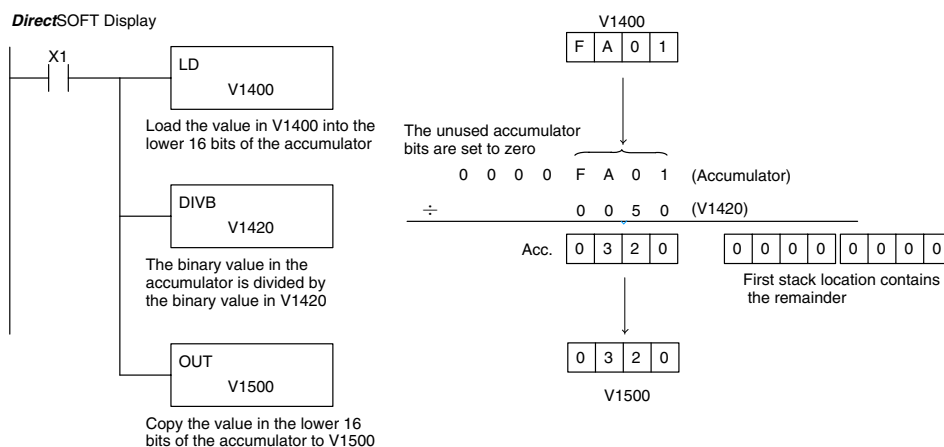 DirectSOFT Display
X1
LD
V1400
Load the value in V1400 into the
lower 16 bits of the accumulator
DIVB
V1420
The binary value in the
accumulator is divided by
the binary value in V1420
OUT
V1500
Copy the value in the lower 16
bits of the accumulator to V1500
V1400
F A 0 1
The unused accumulator
bits are set to zero
0 0 0 0 F A 0 1 (Accumulator)
÷ 0 0 5 0 (V1420)
Acc. 0 3 2 0 0 0 0 0 0 0 0 0
First stack location contains
the remainder
0 3 2 0
V1500